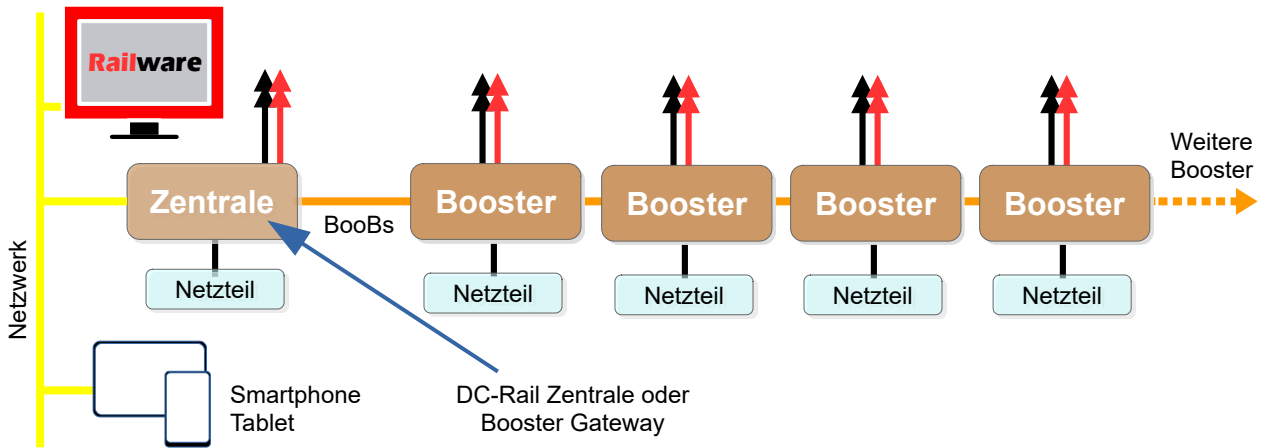 Railware
Weitere
Booster
Zentrale
Booster
Booster
Booster
Booster
BooBs
Netzteil
Netzteil
Netzteil
Netzteil
Netzteil
Netzwerk
Smartphone
Tablet
DC-Rail Zentrale oder
Booster Gateway